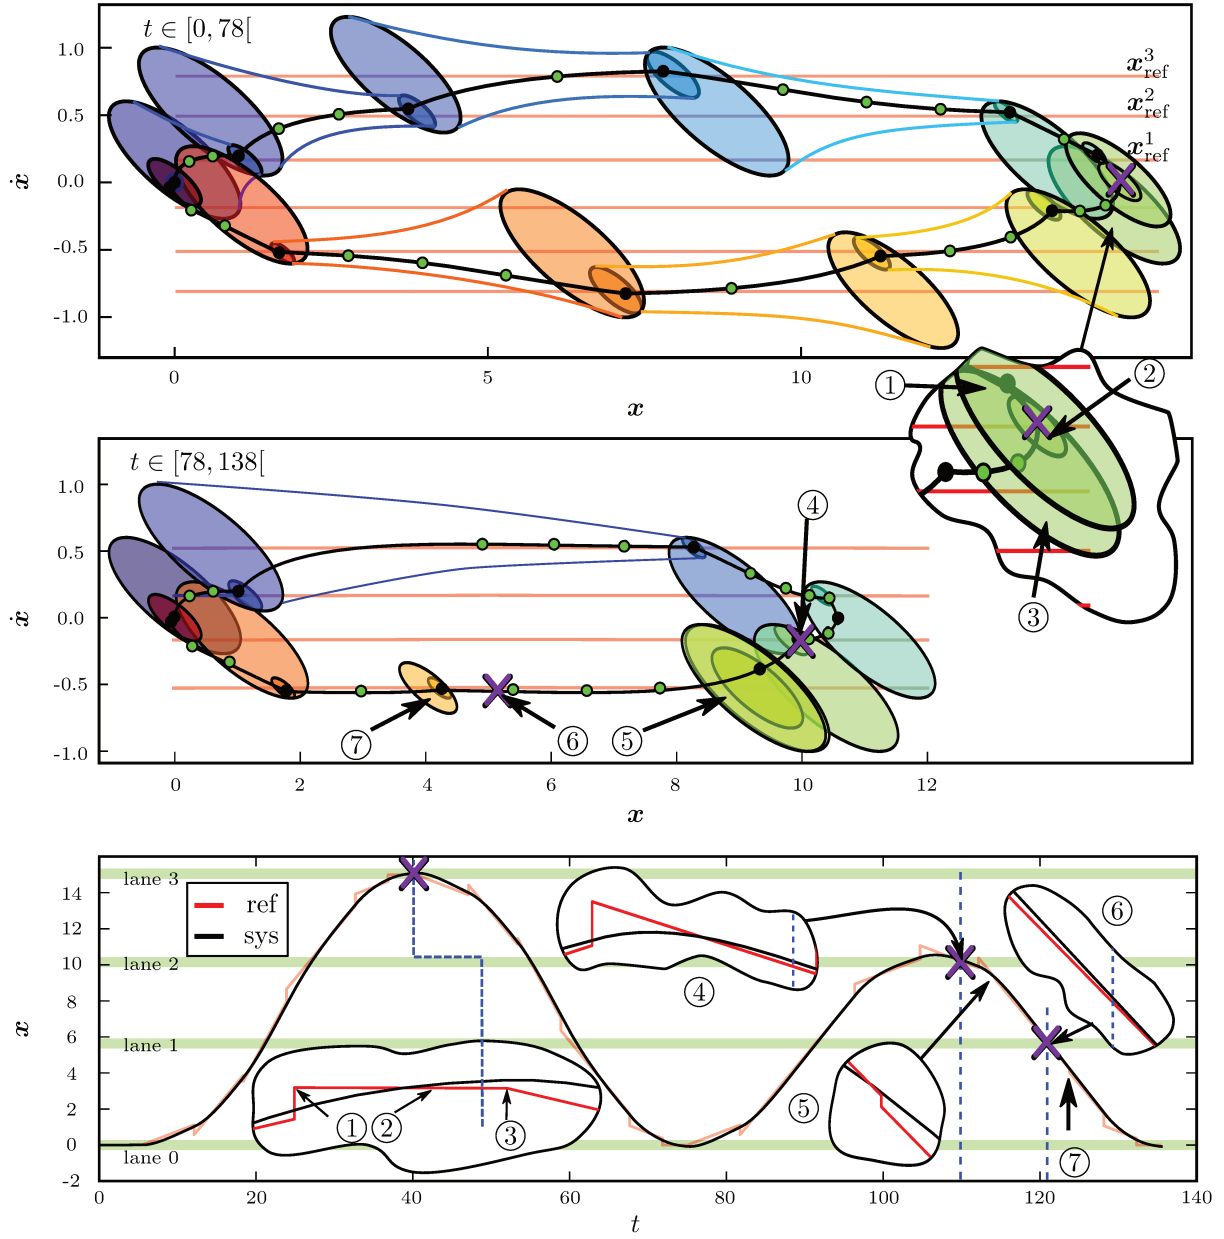 t ∈ [0, 78[
x³ref
x²ref
x¹ref
1.0
0.5
0.0
-0.5
-1.0
ẋ
0 5 10
x
① ②
③
t ∈ [78, 138[
1.0
0.5
0.0
-0.5
-1.0
ẋ
④
⑦ ⑥ ⑤
0 2 4 6 8 10 12
x
lane 3
lane 2
lane 1
lane 0
ref
sys
14
12
10
8
6
4
2
0
-2
x
④
⑥
⑤
① ② ③
⑦
0 20 40 60 80 100 120 140
t